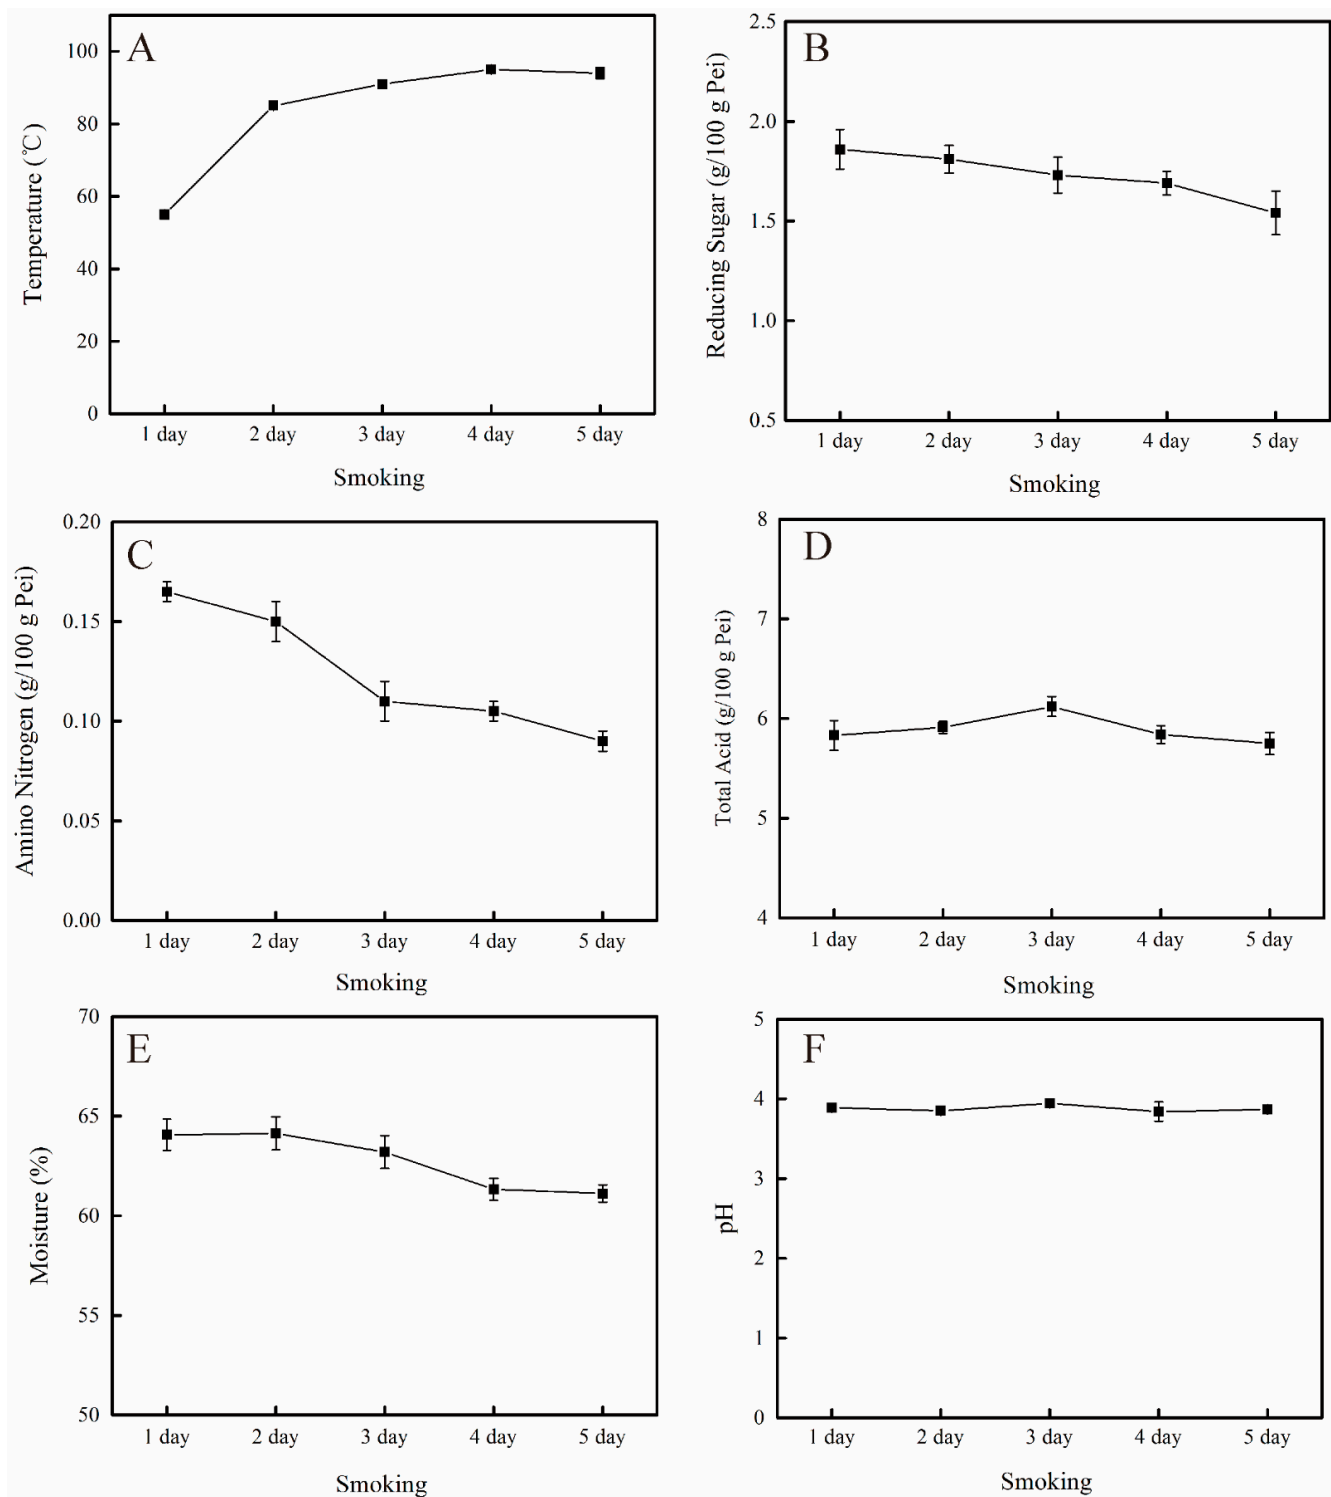 A
Temperature (℃)
100
80
60
40
20
0
1 day 2 day 3 day 4 day 5 day
Smoking
B
Reducing Sugar (g/100 g Pei)
2.5
2.0
1.5
1.0
0.5
1 day 2 day 3 day 4 day 5 day
Smoking
C
Amino Nitrogen (g/100 g Pei)
0.20
0.15
0.10
0.05
0.00
1 day 2 day 3 day 4 day 5 day
Smoking
D
Total Acid (g/100 g Pei)
8
7
6
5
4
1 day 2 day 3 day 4 day 5 day
Smoking
E
Moisture (%)
70
65
60
55
50
1 day 2 day 3 day 4 day 5 day
Smoking
F
pH
5
4
3
2
1
0
1 day 2 day 3 day 4 day 5 day
Smoking